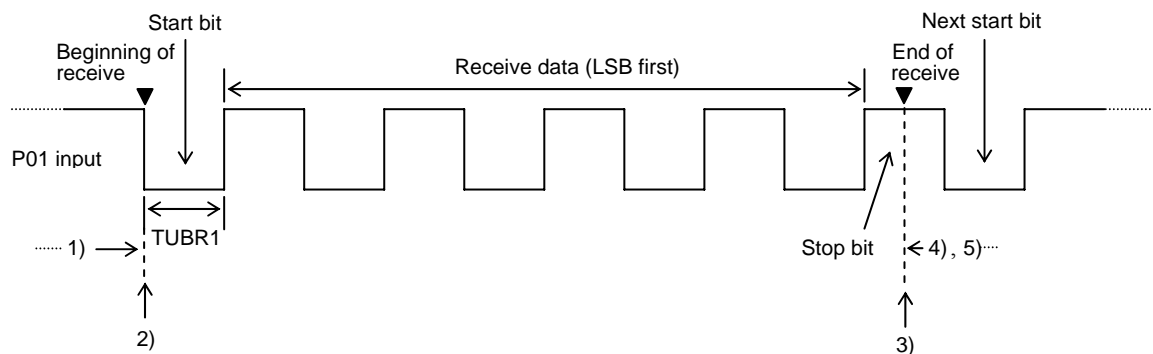 Start bit
Next start bit
Beginning of
receive
End of
receive
Receive data (LSB first)
P01 input
TUBR1
1)
Stop bit
4) , 5)
2)
3)